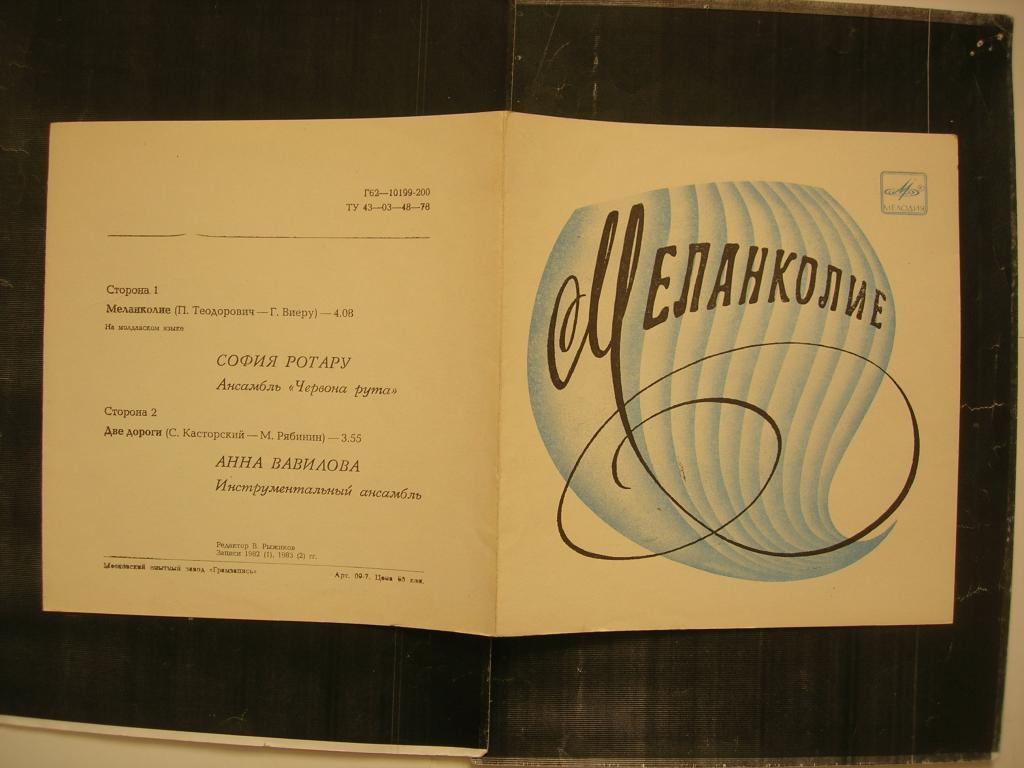 Г62—10199-200
ТУ 43—03—48—78
Сторона 1
Меланколие (П. Теодорович — Г. Виеру) — 4.08
На молдавском языке
СОФИЯ РОТАРУ
Ансамбль «Червона рута»
Сторона 2
Две дороги (С. Касторский — М. Рябинин) — 3.55
АННА ВАВИЛОВА
Инструментальный ансамбль
Редактор В. Рыжиков
Записи 1982 (1), 1983 (2) гг.
Московский опытный завод «Грамзапись»
Арт. 09-7. Цена коп.
МЕЛОДИЯ
МЕЛАНКОЛИЕ